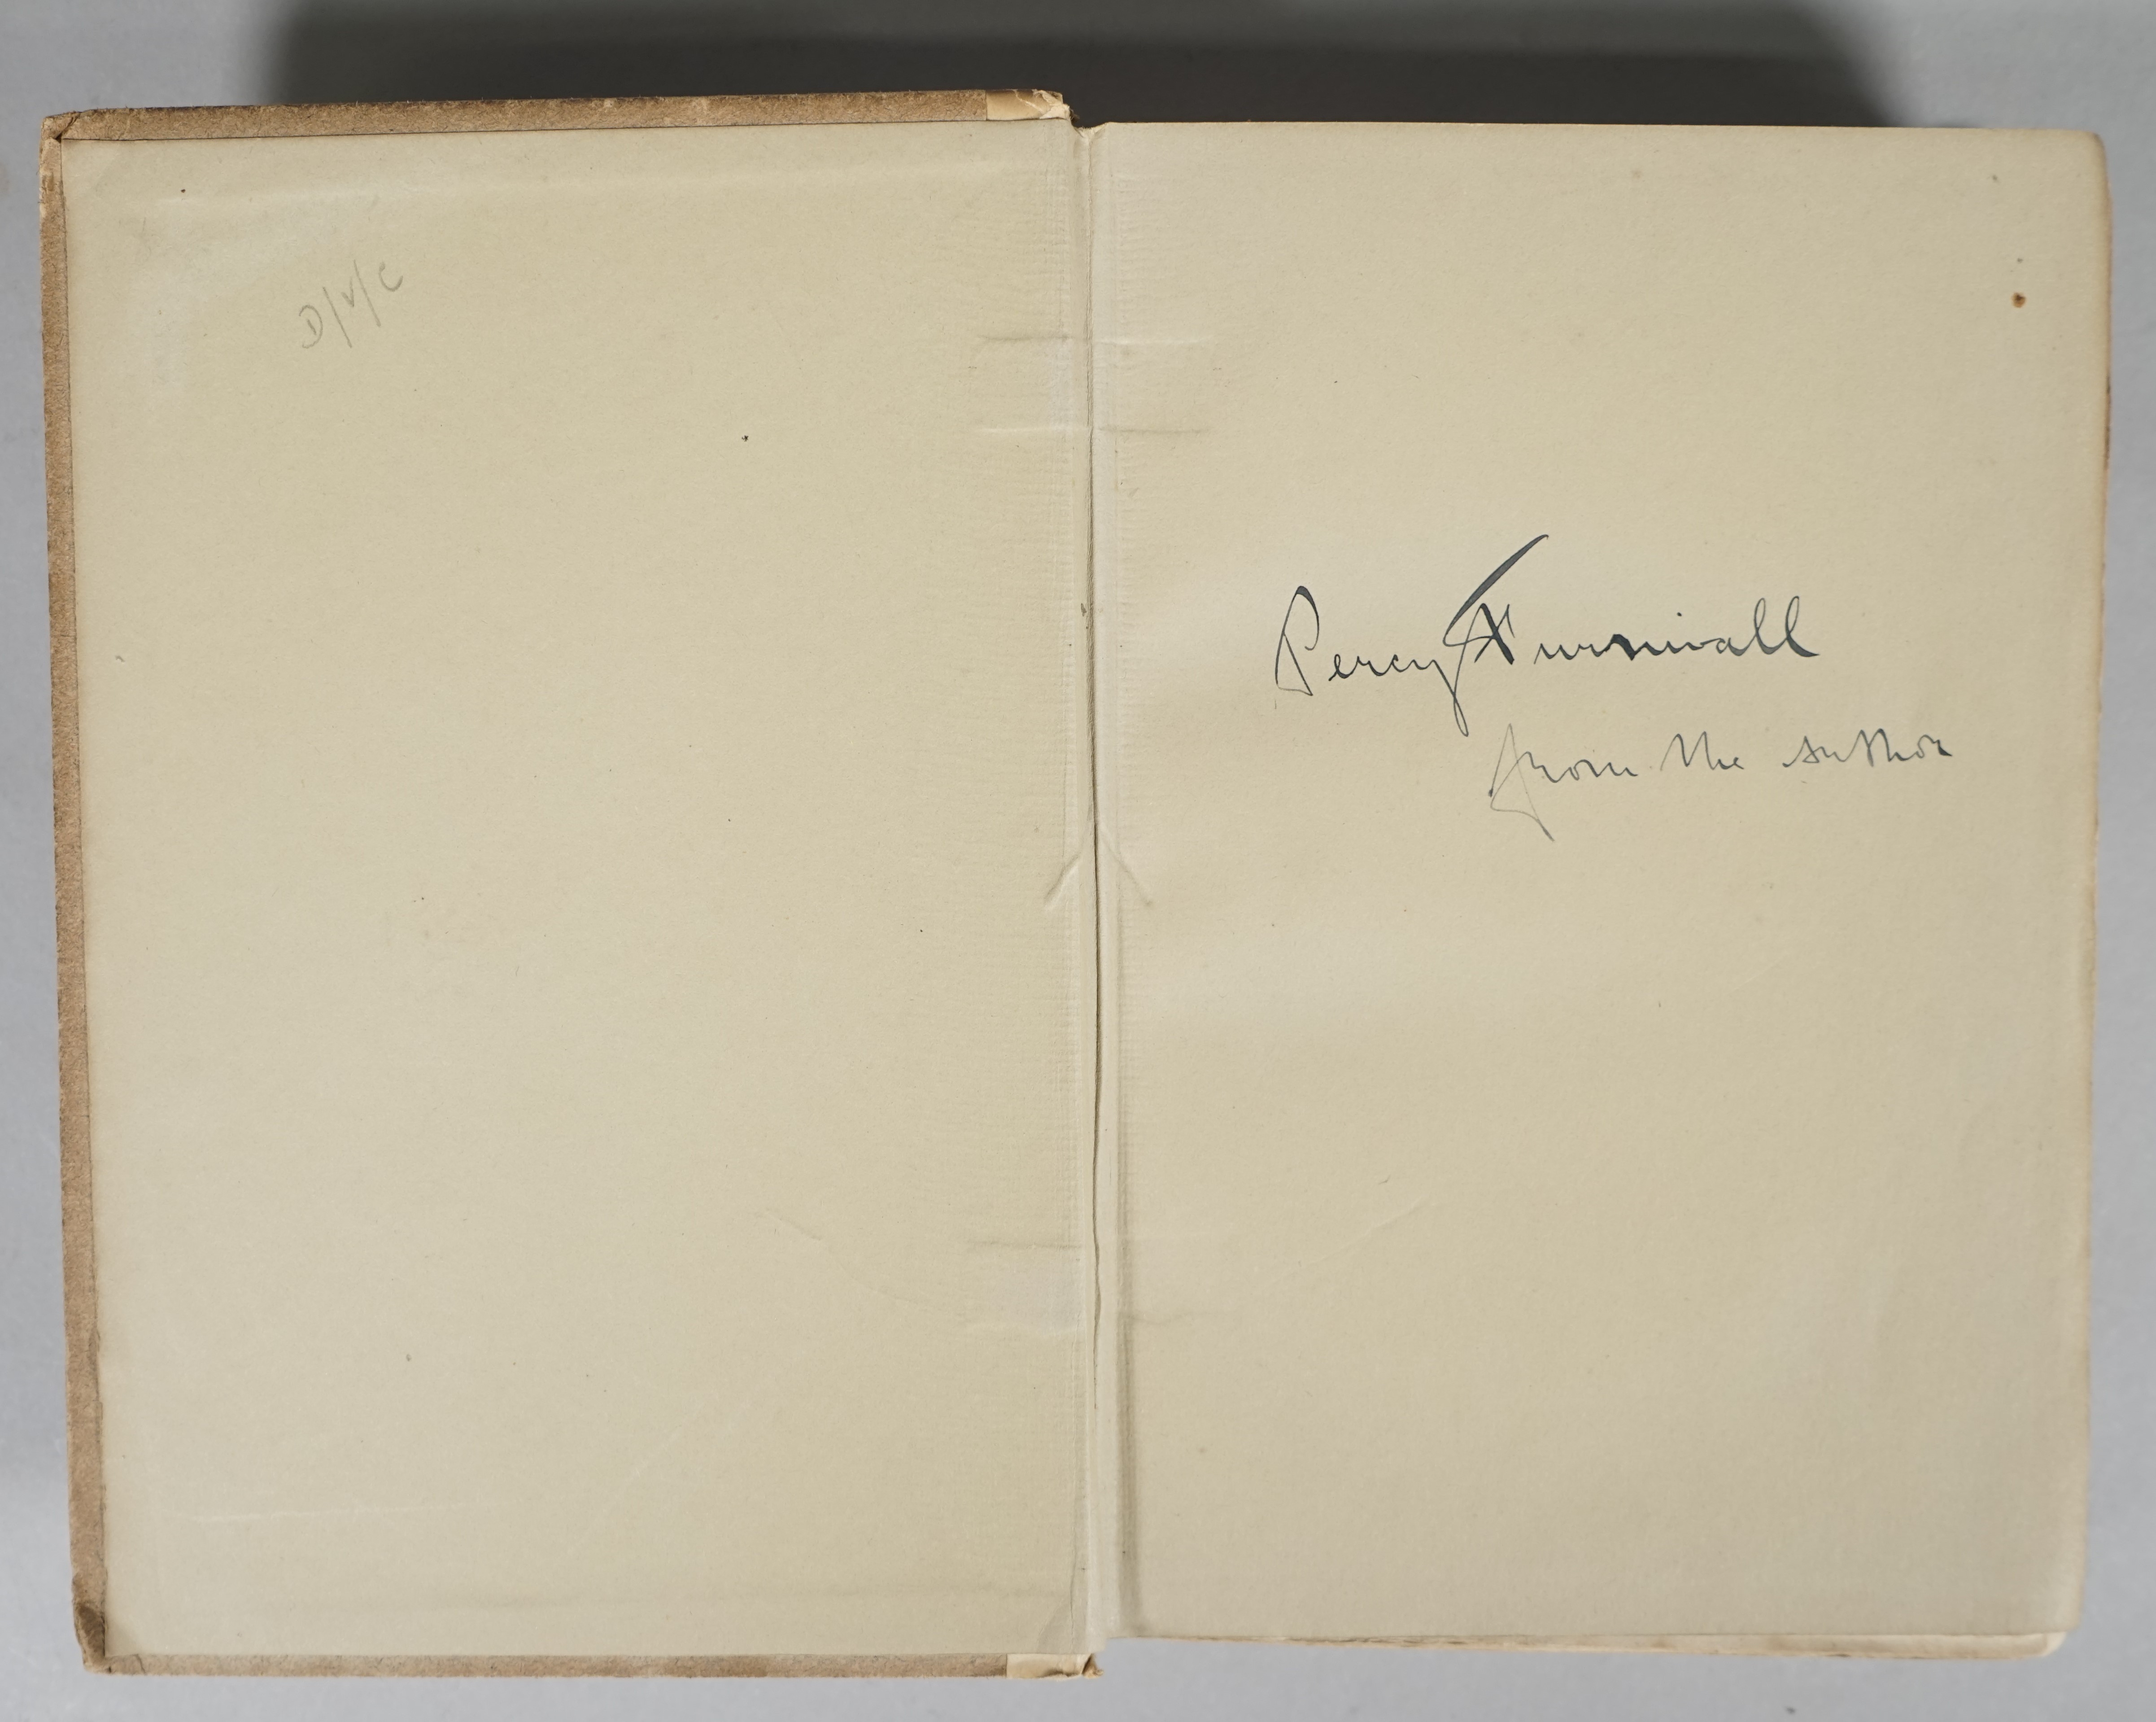 D/V/C
Percy Furnivall
from the author